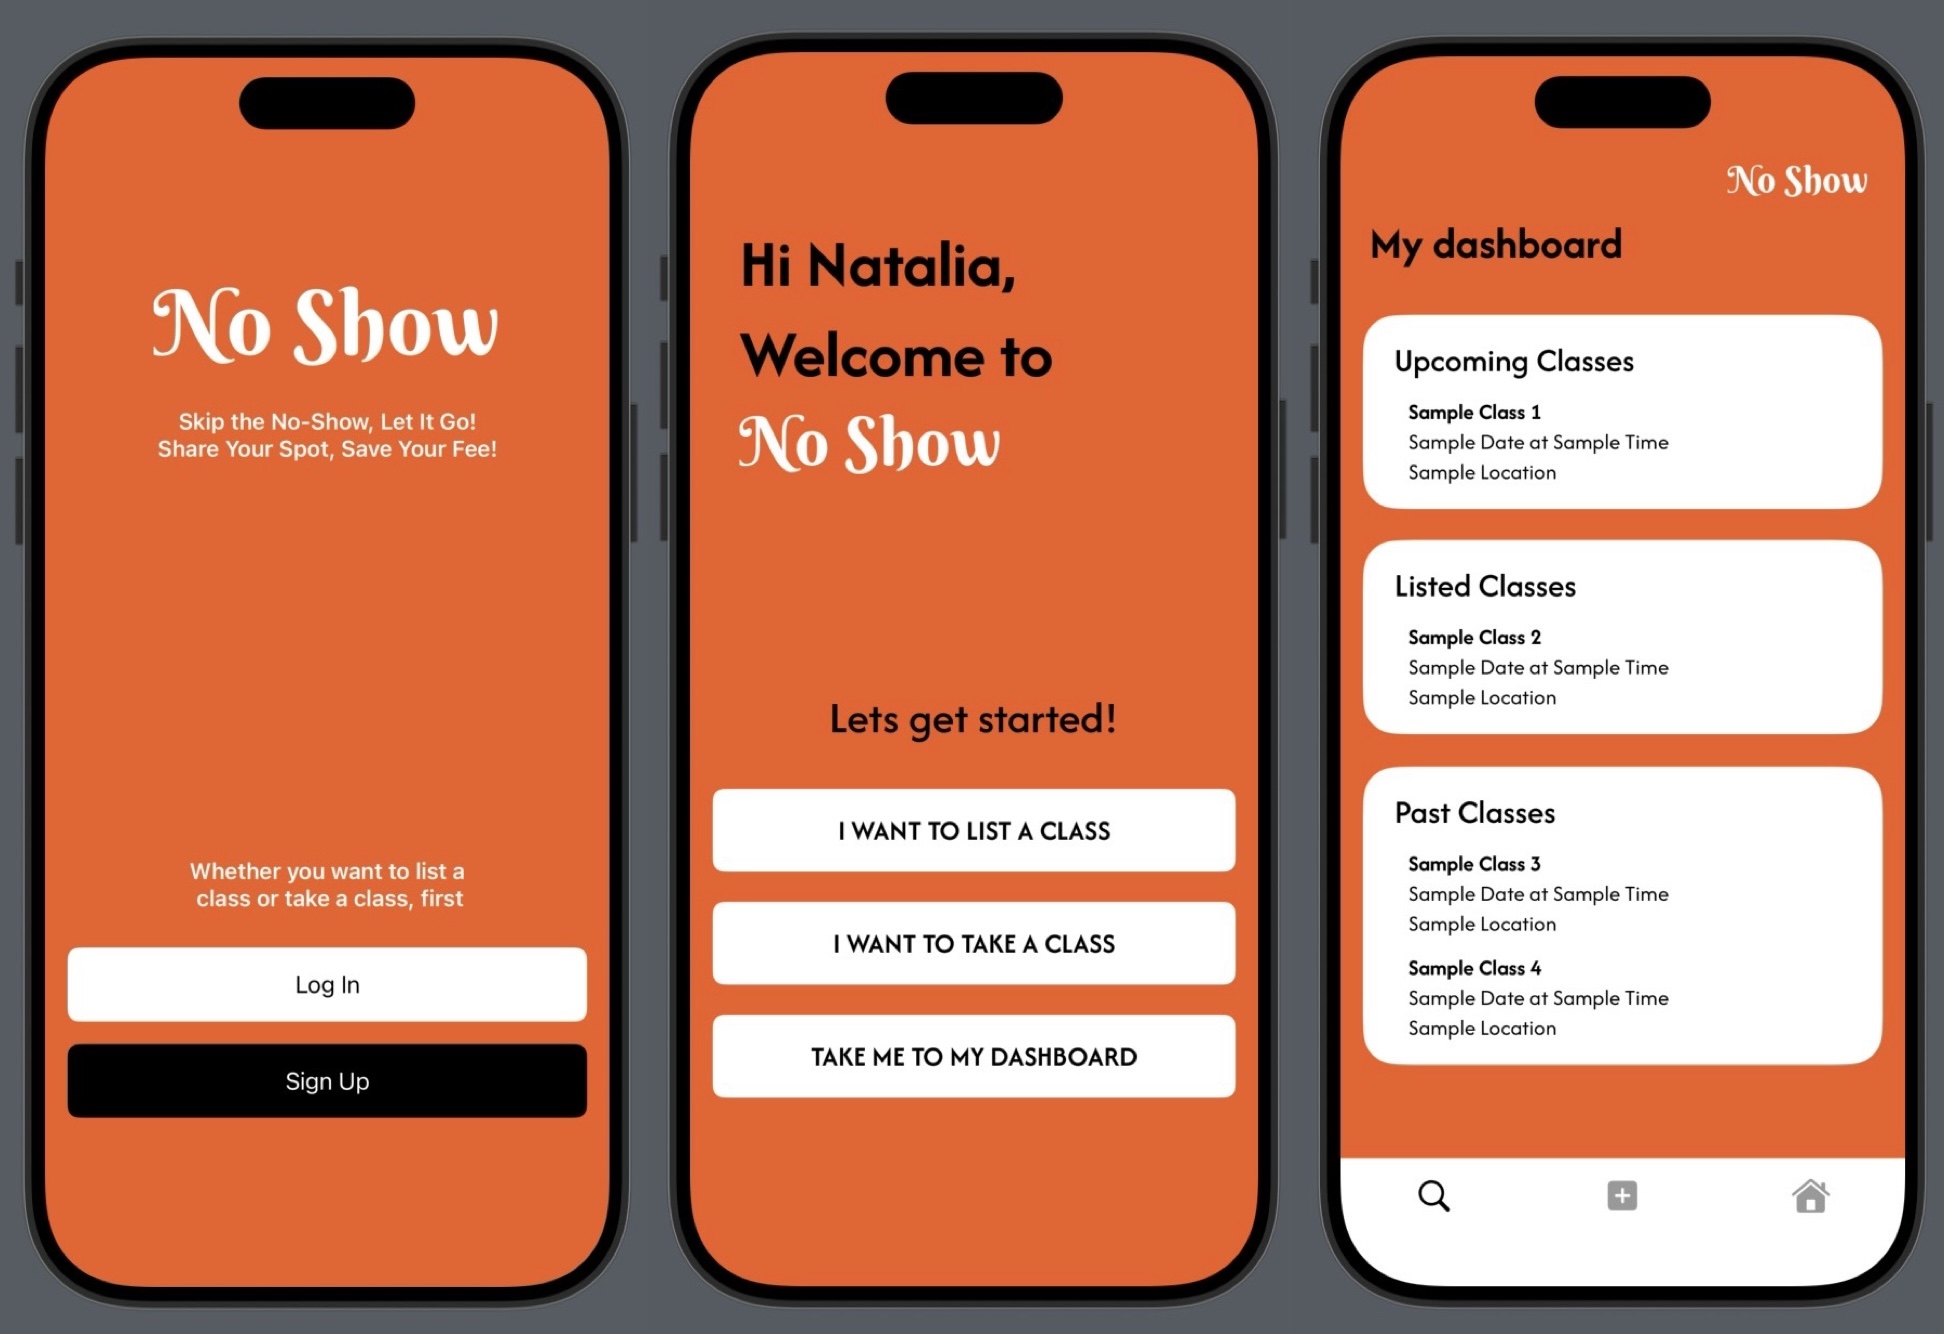 No Show
Skip the No-Show, Let It Go!
Share Your Spot, Save Your Fee!
Whether you want to list a
class or take a class, first
Log In
Sign Up
Hi Natalia,
Welcome to
No Show
Lets get started!
I WANT TO LIST A CLASS
I WANT TO TAKE A CLASS
TAKE ME TO MY DASHBOARD
No Show
My dashboard
Upcoming Classes
Sample Class 1
Sample Date at Sample Time
Sample Location
Listed Classes
Sample Class 2
Sample Date at Sample Time
Sample Location
Past Classes
Sample Class 3
Sample Date at Sample Time
Sample Location
Sample Class 4
Sample Date at Sample Time
Sample Location